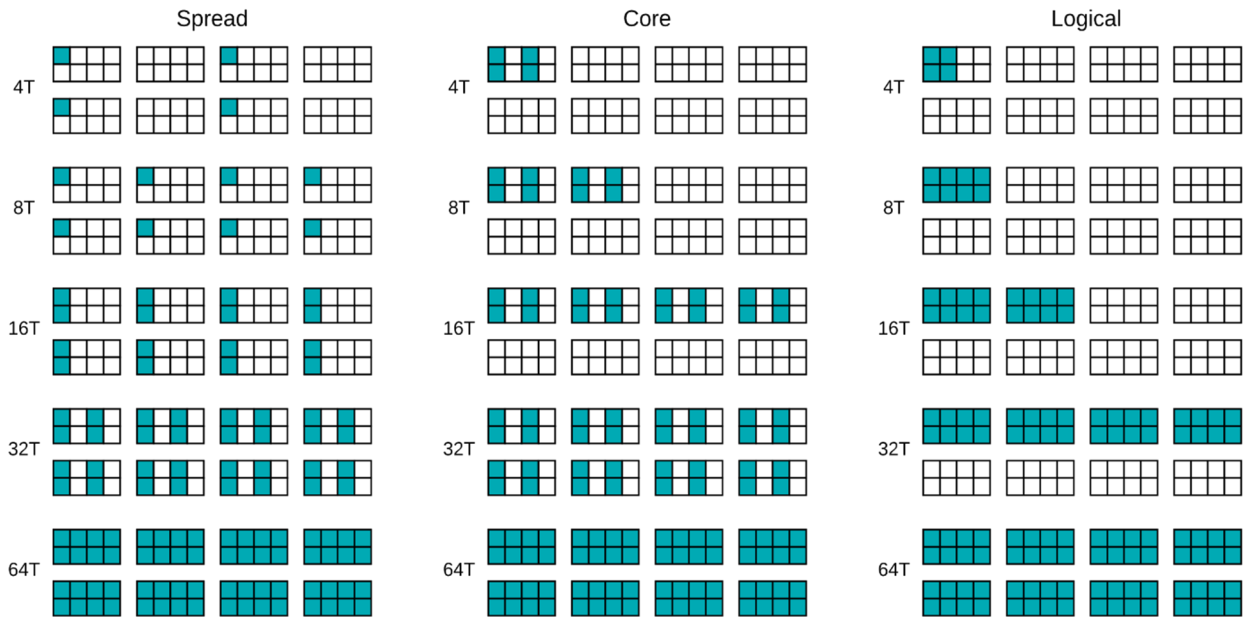 Spread Core Logical
4T 4T 4T
8T 8T 8T
16T 16T 16T
32T 32T 32T
64T 64T 64T